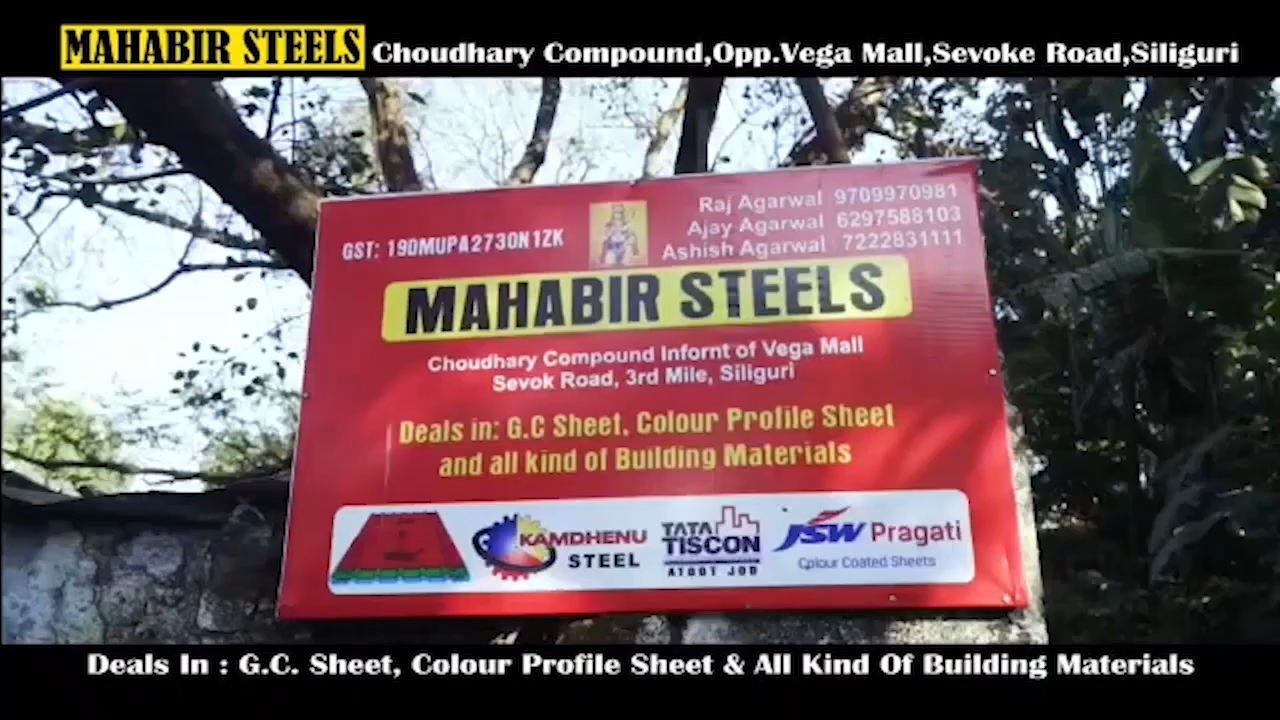 MAHABIR STEELS Choudhary Compound,Opp.Vega Mall,Sevoke Road,Siliguri
Raj Agarwal 9709970981
Ajay Agarwal 6297588103
Ashish Agarwal 7222831111
GST: 19DMUPA2730N1ZK
MAHABIR STEELS
Choudhary Compound Infornt of Vega Mall
Sevok Road, 3rd Mile, Siliguri
Deals in: G.C Sheet, Colour Profile Sheet
and all kind of Building Materials
KAMDHENU
STEEL
TATA
TISCON
ATOOT JOD
JSW Pragati
Colour Coated Sheets
Deals In : G.C. Sheet, Colour Profile Sheet & All Kind Of Building Materials